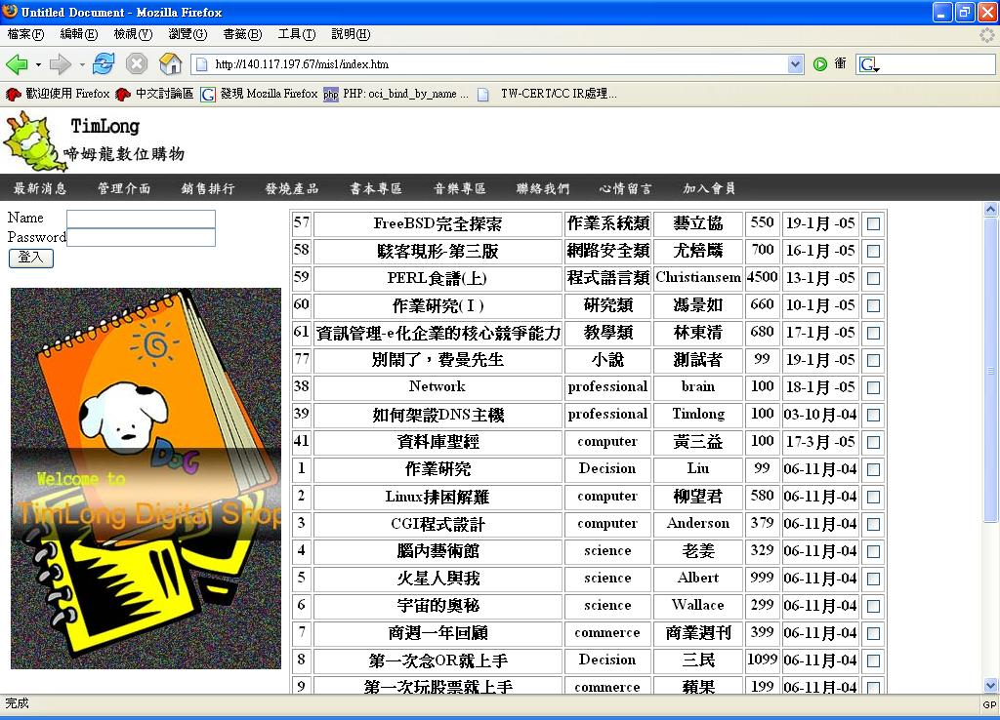 Untitled Document - Mozilla Firefox
檔案(F) 編輯(E) 檢視(V) 瀏覽(G) 書籤(B) 工具(T) 說明(H)
http://140.117.197.67/mis1/index.htm
衝
G
歡迎使用 Firefox 中文討論區 G 發現 Mozilla Firefox php PHP: oci_bind_by_name ... TW-CERT/CC IR處理...
TimLong
啼姆龍數位購物
最新消息 管理介面 銷售排行 發燒產品 書本專區 音樂專區 聯絡我們 心情留言 加入會員
Name
Password
登入
DoG
Welcome to
TimLong Digital Shop
57 FreeBSD完全探索 作業系統類 藝立協 550 19-1月 -05
58 駭客現形-第三版 網路安全類 尤焙麟 700 16-1月 -05
59 PERL食譜(上) 程式語言類 Christiansem 4500 13-1月 -05
60 作業研究(I) 研究類 馮景如 660 10-1月 -05
61 資訊管理-e化企業的核心競爭能力 教學類 林東清 680 17-1月 -05
77 別鬧了，費曼先生 小說 測試者 99 19-1月 -05
38 Network professional brain 100 18-1月 -05
39 如何架設DNS主機 professional Timlong 100 03-10月-04
41 資料庫聖經 computer 黃三益 100 17-3月 -05
1 作業研究 Decision Liu 99 06-11月-04
2 Linux排困解難 computer 柳望君 580 06-11月-04
3 CGI程式設計 computer Anderson 379 06-11月-04
4 腦內藝術館 science 老姜 329 06-11月-04
5 火星人與我 science Albert 999 06-11月-04
6 宇宙的奧秘 science Wallace 299 06-11月-04
7 商週一年回顧 commerce 商業週刊 399 06-11月-04
8 第一次念OR就上手 Decision 三民 1099 06-11月-04
9 第一次玩股票就上手 commerce 蘋果 199 06-11月-04
完成
GP